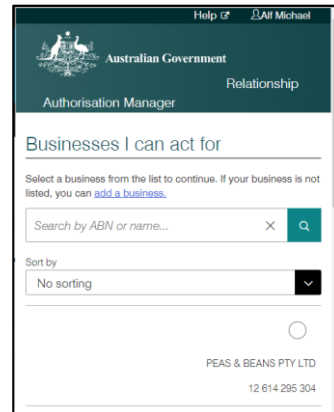 Help Alf Michael
Australian Government
Relationship
Authorisation Manager
Businesses I can act for
Select a business from the list to continue. If your business is not
listed, you can add a business.
Search by ABN or name...
Sort by
No sorting
PEAS & BEANS PTY LTD
12 614 295 304